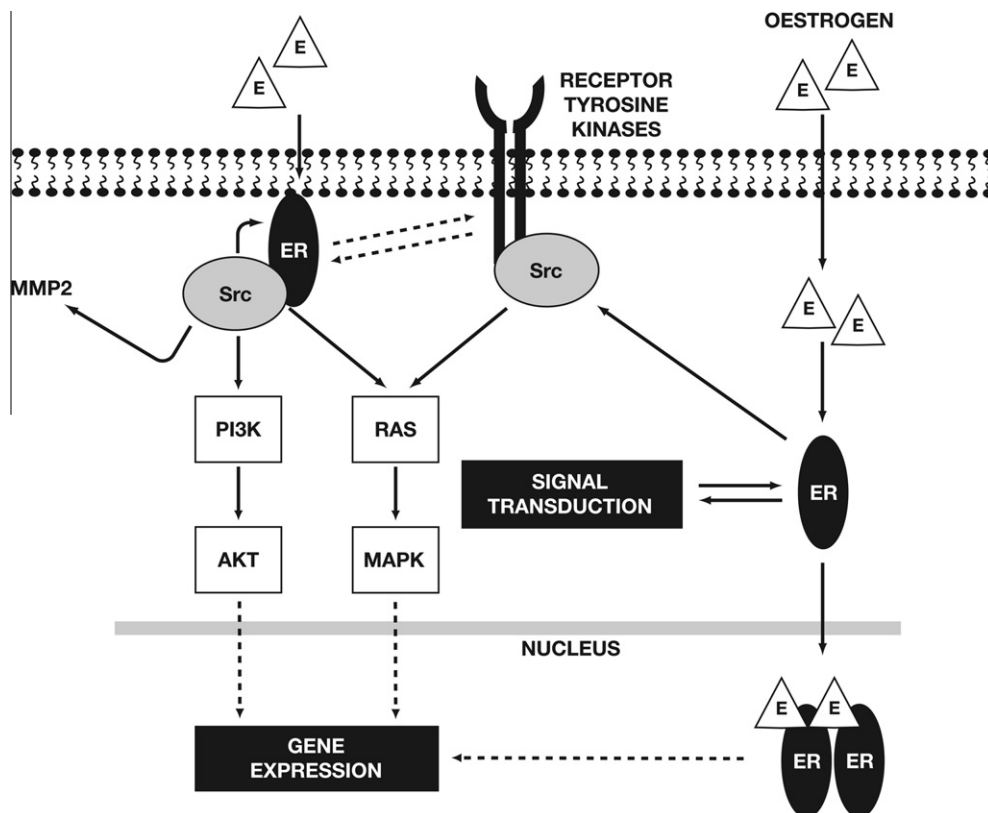 OESTROGEN
E
E
E
E
RECEPTOR
TYROSINE
KINASES
ER
Src
Src
MMP2
E
E
PI3K
RAS
SIGNAL
TRANSDUCTION
ER
AKT
MAPK
NUCLEUS
E
E
GENE
EXPRESSION
ER
ER